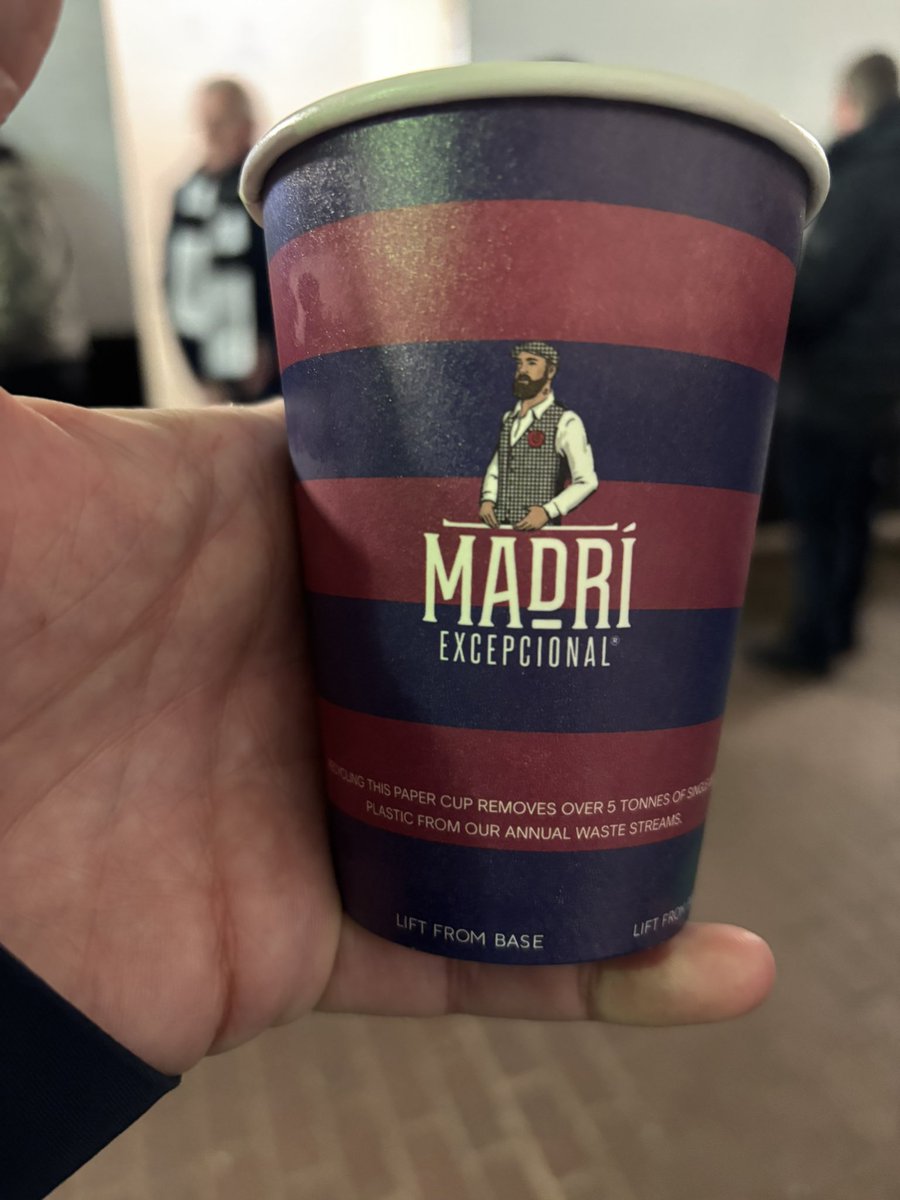 MADRÍ
EXCEPCIONAL®
THIS PAPER CUP REMOVES OVER 5 TONNES OF
PLASTIC FROM OUR ANNUAL WASTE STREAMS.
LIFT FROM BASE
LIFT